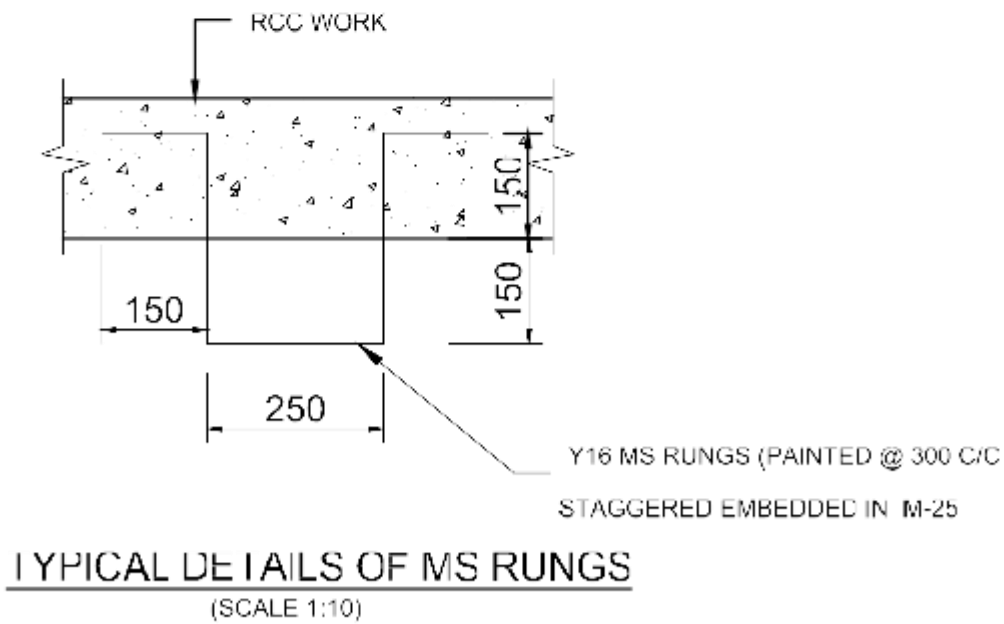 RCC WORK
150
150
150
250
Y16 MS RUNGS (PAINTED @ 300 C/C
STAGGERED EMBEDDED IN M-25
TYPICAL DETAILS OF MS RUNGS
(SCALE 1:10)